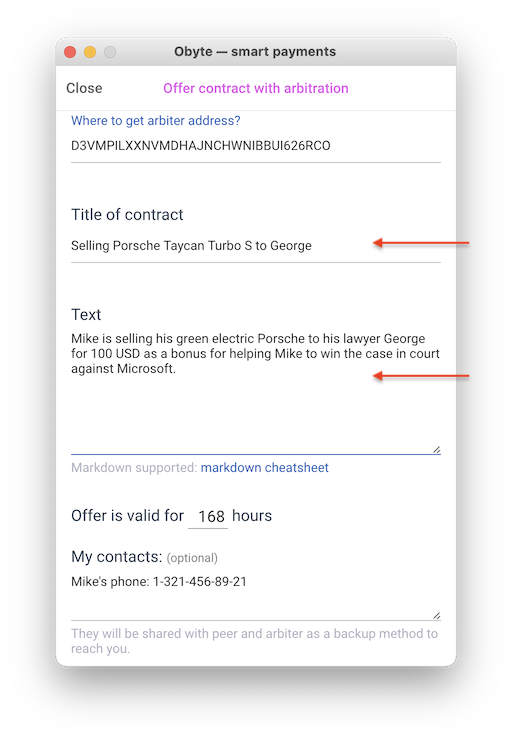 Obyte — smart payments
Close
Offer contract with arbitration
Where to get arbiter address?
D3VMPILXXNVMDHAJNCHWNIBBUI626RCO
Title of contract
Selling Porsche Taycan Turbo S to George
Text
Mike is selling his green electric Porsche to his lawyer George
for 100 USD as a bonus for helping Mike to win the case in court
against Microsoft.
Markdown supported: markdown cheatsheet
Offer is valid for 168 hours
My contacts: (optional)
Mike's phone: 1-321-456-89-21
They will be shared with peer and arbiter as a backup method to
reach you.